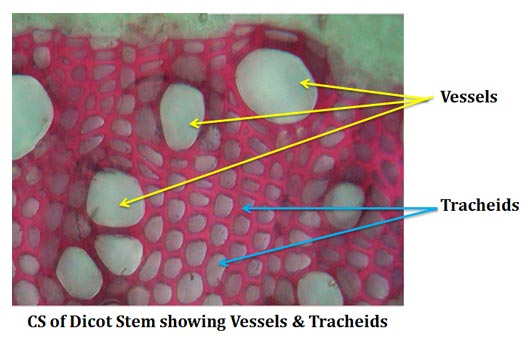 Vessels
Tracheids
CS of Dicot Stem showing Vessels & Tracheids